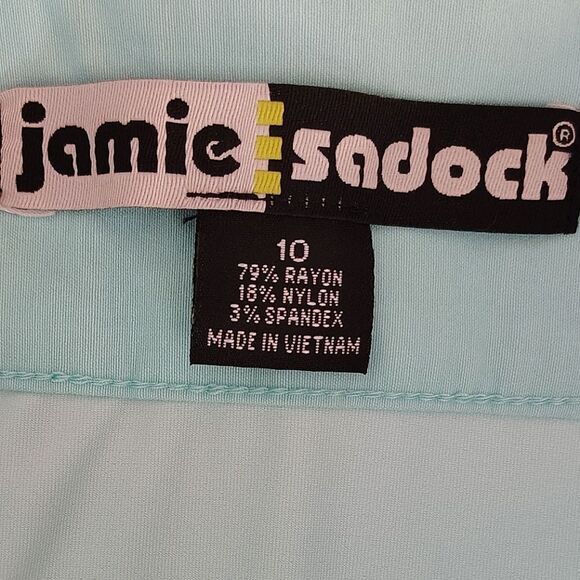 jamie sadock®
10
79% RAYON
18% NYLON
3% SPANDEX
MADE IN VIETNAM